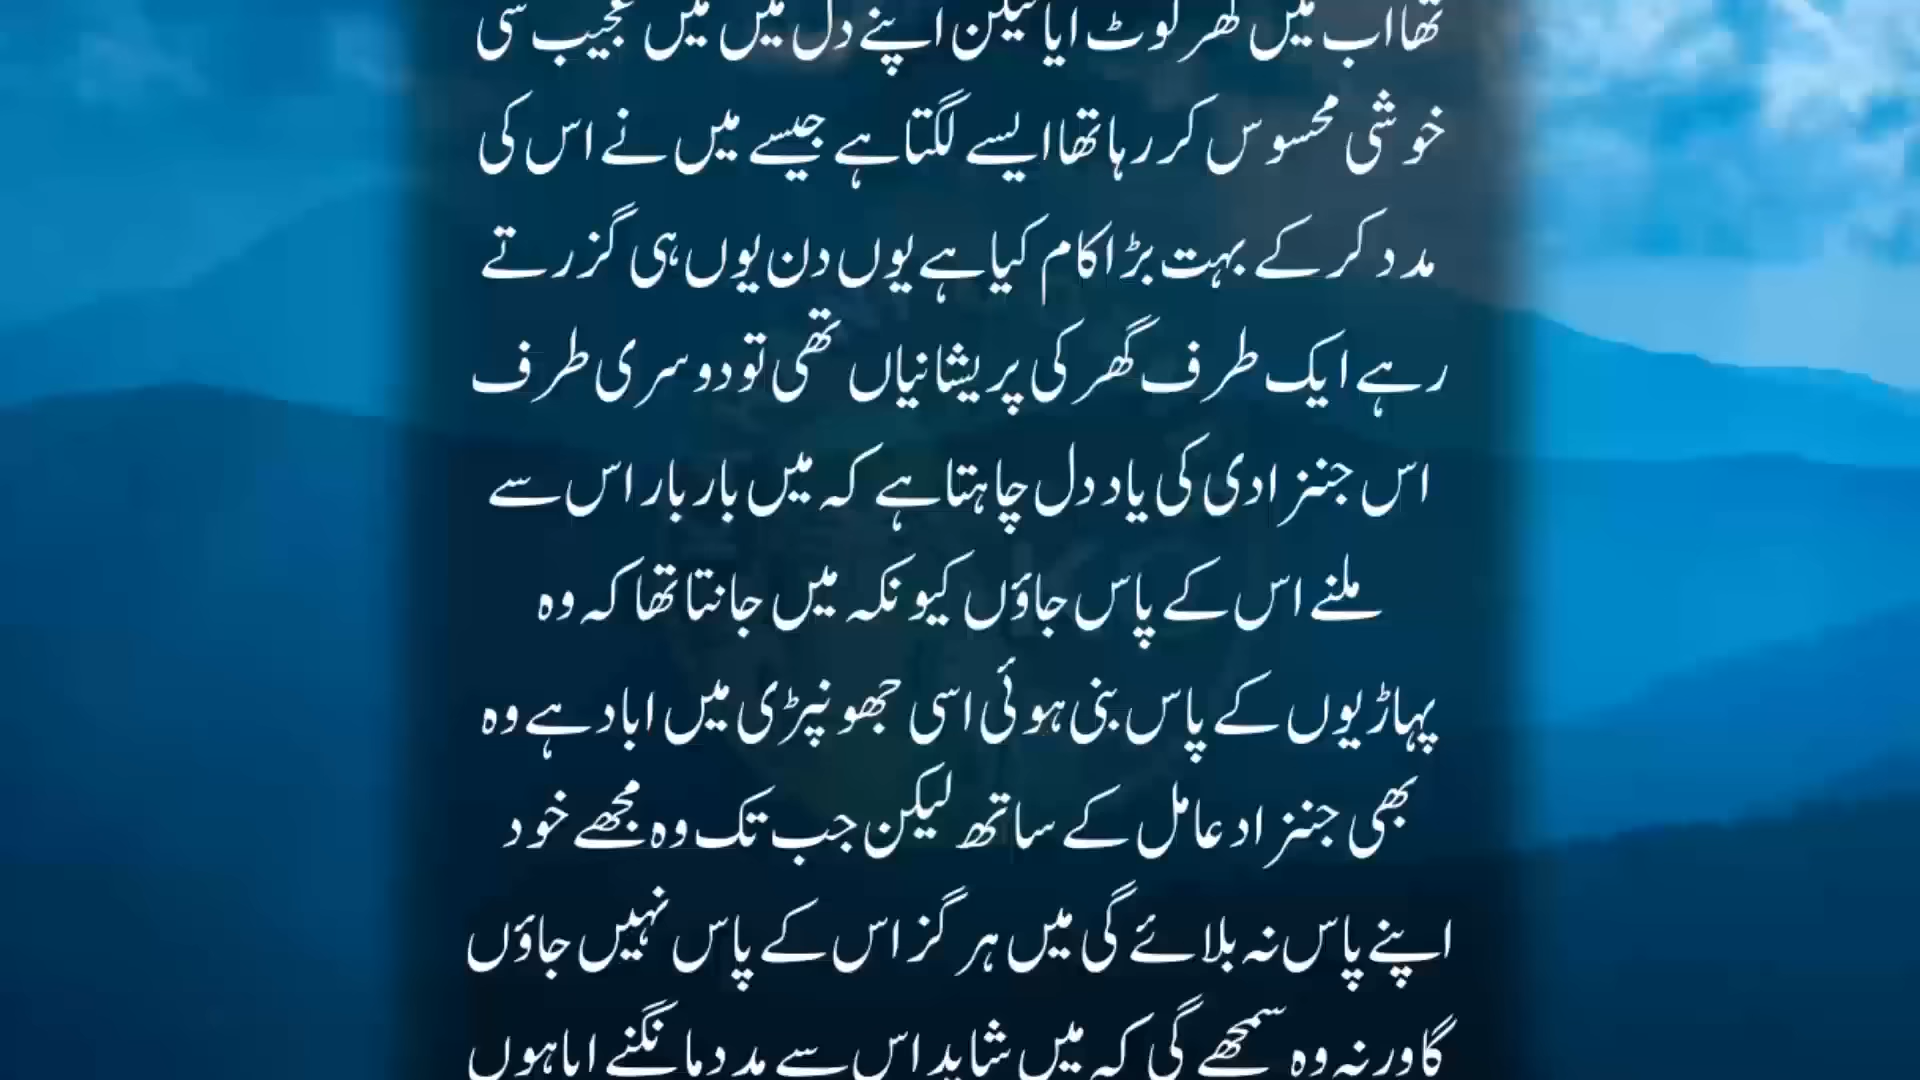 تھا اب میں گھر لوٹ ایا لیکن اپنے دل میں میں عجیب سی
خوشی محسوس کر رہا تھا ایسے لگتا ہے جیسے میں نے اس کی
مدد کر کے بہت بڑا کام کیا ہے یوں دن یوں ہی گزرتے
رہے ایک طرف گھر کی پریشانیاں تھی تو دوسری طرف
اس جنزادی کی یاد دل چاہتا ہے کہ میں بار بار اس سے
ملنے اس کے پاس جاؤں کیونکہ میں جانتا تھا کہ وہ
پہاڑیوں کے پاس بنی ہوئی اسی جھونپڑی میں اباد ہے وہ
بھی جنزاد عامل کے ساتھ لیکن جب تک وہ مجھے خود
اپنے پاس نہ بلائے گی میں ہرگز اس کے پاس نہیں جاؤں
گا ورنہ وہ سمجھے گی کہ میں شاید اس سے مدد مانگنے ایا ہوں